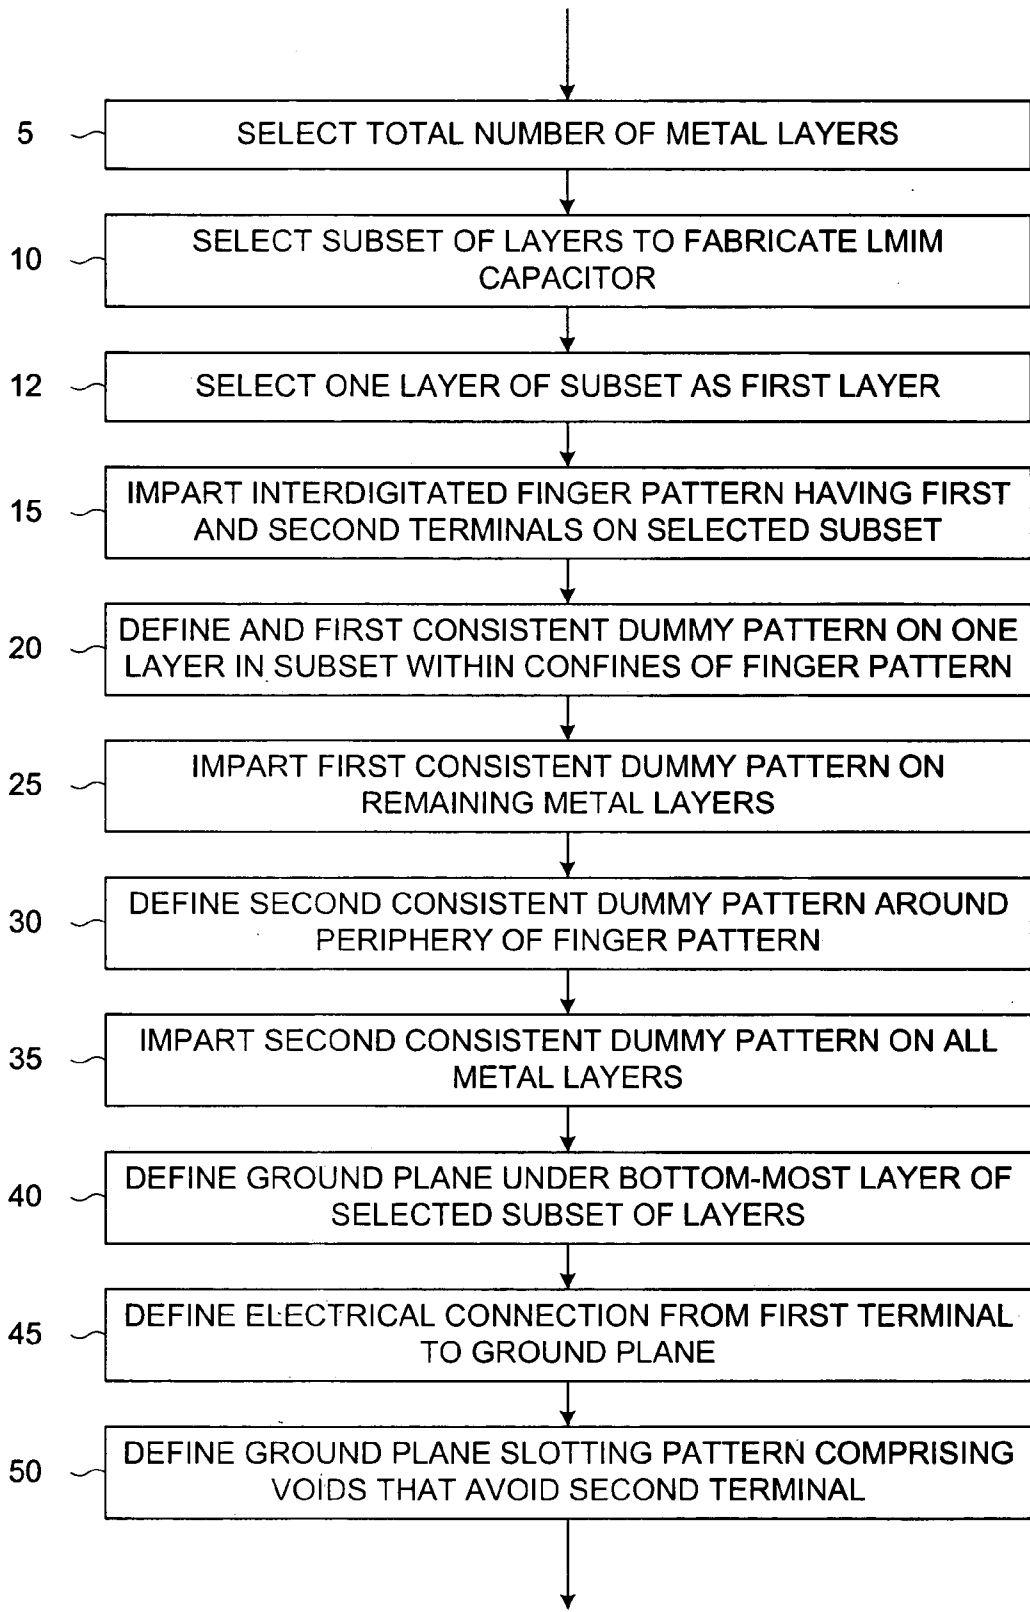 5 SELECT TOTAL NUMBER OF METAL LAYERS
10 SELECT SUBSET OF LAYERS TO FABRICATE LMIM
CAPACITOR
12 SELECT ONE LAYER OF SUBSET AS FIRST LAYER
15 IMPART INTERDIGITATED FINGER PATTERN HAVING FIRST
AND SECOND TERMINALS ON SELECTED SUBSET
20 DEFINE AND FIRST CONSISTENT DUMMY PATTERN ON ONE
LAYER IN SUBSET WITHIN CONFINES OF FINGER PATTERN
25 IMPART FIRST CONSISTENT DUMMY PATTERN ON
REMAINING METAL LAYERS
30 DEFINE SECOND CONSISTENT DUMMY PATTERN AROUND
PERIPHERY OF FINGER PATTERN
35 IMPART SECOND CONSISTENT DUMMY PATTERN ON ALL
METAL LAYERS
40 DEFINE GROUND PLANE UNDER BOTTOM-MOST LAYER OF
SELECTED SUBSET OF LAYERS
45 DEFINE ELECTRICAL CONNECTION FROM FIRST TERMINAL
TO GROUND PLANE
50 DEFINE GROUND PLANE SLOTTING PATTERN COMPRISING
VOIDS THAT AVOID SECOND TERMINAL